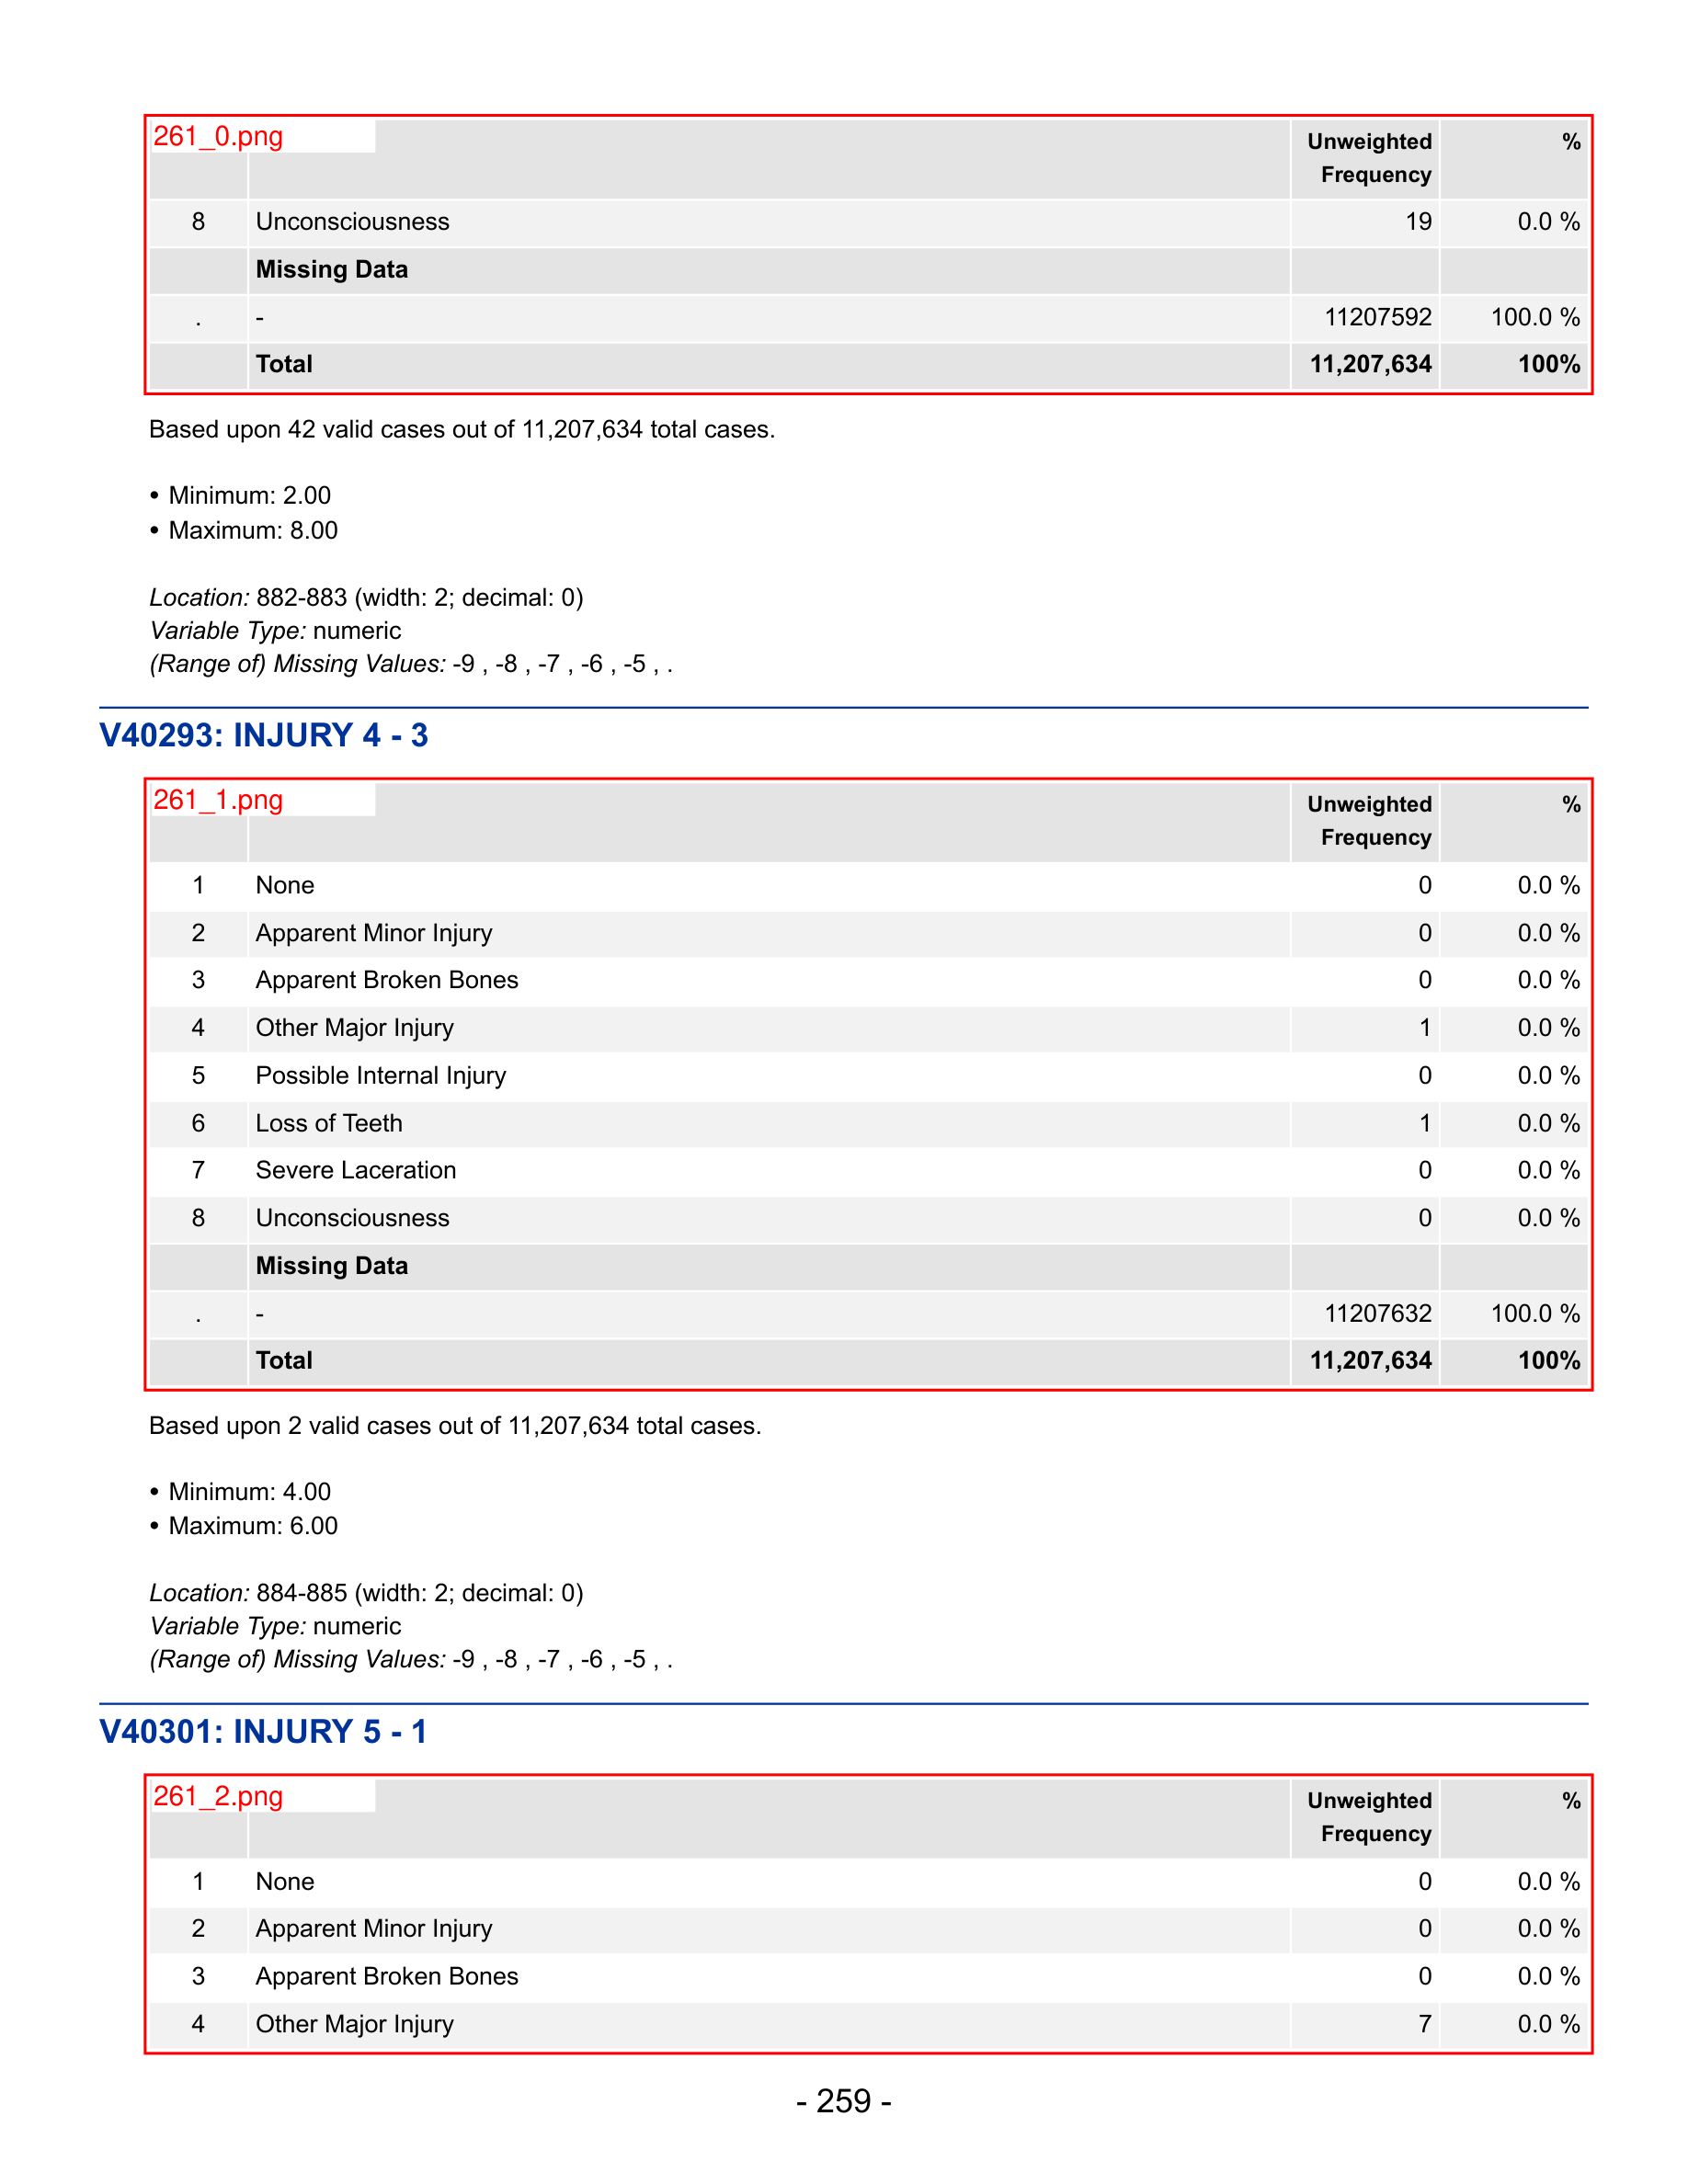 261_0.png
Unweighted Frequency %
8 Unconsciousness 19 0.0 %
Missing Data
. - 11207592 100.0 %
Total 11,207,634 100%
Based upon 42 valid cases out of 11,207,634 total cases.
• Minimum: 2.00
• Maximum: 8.00
Location: 882-883 (width: 2; decimal: 0)
Variable Type: numeric
(Range of) Missing Values: -9 , -8 , -7 , -6 , -5 , .
V40293: INJURY 4 - 3
261_1.png
Unweighted Frequency %
1 None 0 0.0 %
2 Apparent Minor Injury 0 0.0 %
3 Apparent Broken Bones 0 0.0 %
4 Other Major Injury 1 0.0 %
5 Possible Internal Injury 0 0.0 %
6 Loss of Teeth 1 0.0 %
7 Severe Laceration 0 0.0 %
8 Unconsciousness 0 0.0 %
Missing Data
. - 11207632 100.0 %
Total 11,207,634 100%
Based upon 2 valid cases out of 11,207,634 total cases.
• Minimum: 4.00
• Maximum: 6.00
Location: 884-885 (width: 2; decimal: 0)
Variable Type: numeric
(Range of) Missing Values: -9 , -8 , -7 , -6 , -5 , .
V40301: INJURY 5 - 1
261_2.png
Unweighted Frequency %
1 None 0 0.0 %
2 Apparent Minor Injury 0 0.0 %
3 Apparent Broken Bones 0 0.0 %
4 Other Major Injury 7 0.0 %
- 259 -